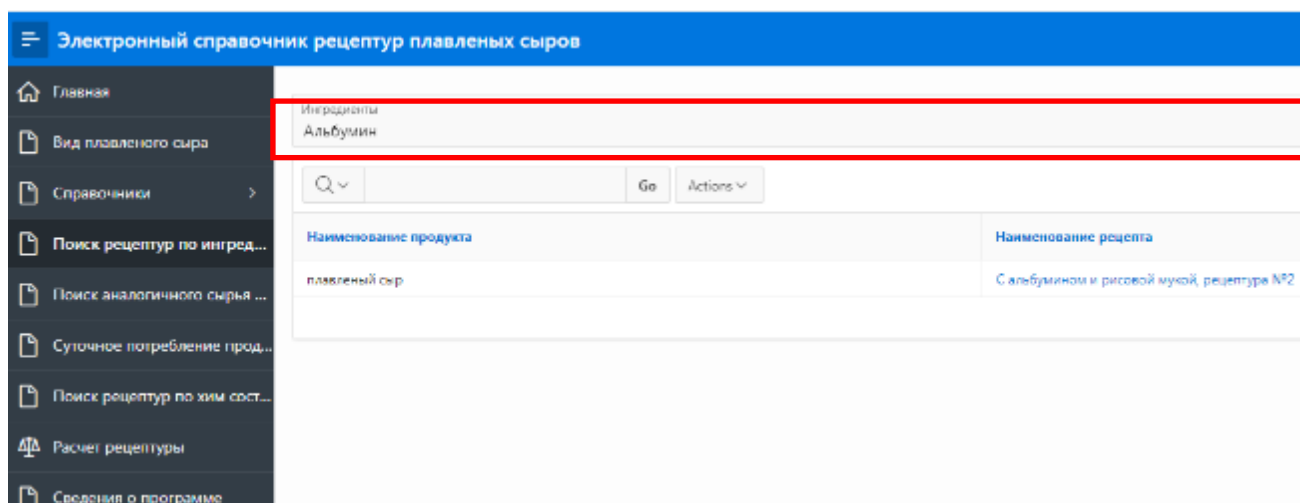 Электронный справочник рецептур плавленых сыров
Главная
Вид плавленого сыра
Справочники
Поиск рецептур по ингред...
Поиск аналогичного сырья ...
Суточное потребление прод...
Поиск рецептур по хим сост...
Расчет рецептуры
Сведения о программе
Ингредиенты
Альбумин
Go Actions
Наименование продукта Наименование рецепта
плавленый сыр С альбумином и рисовой мукой, рецептура №2